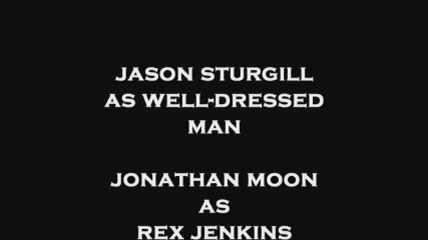 JASON STURGILL
AS WELL-DRESSED
MAN
JONATHAN MOON
AS
REX JENKINS